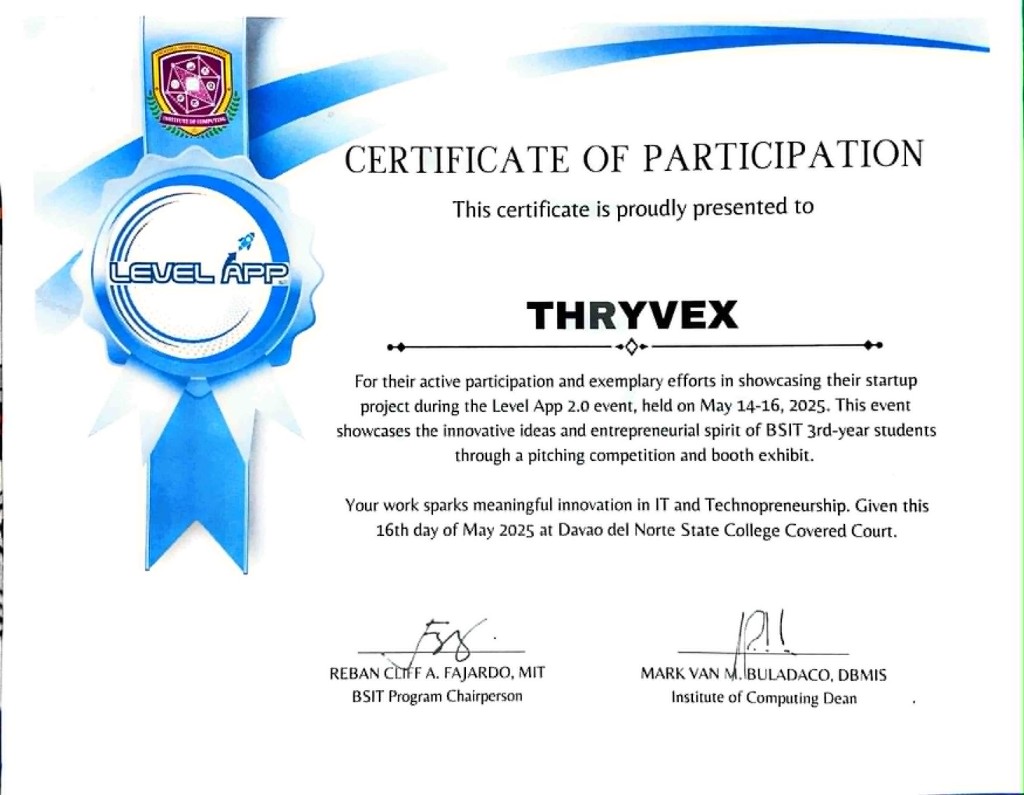 INSTITUTE OF COMPUTING
LEVEL APP
CERTIFICATE OF PARTICIPATION
This certificate is proudly presented to
THRYVEX
For their active participation and exemplary efforts in showcasing their startup
project during the Level App 2.0 event, held on May 14-16, 2025. This event
showcases the innovative ideas and entrepreneurial spirit of BSIT 3rd-year students
through a pitching competition and booth exhibit.
Your work sparks meaningful innovation in IT and Technopreneurship. Given this
16th day of May 2025 at Davao del Norte State College Covered Court.
REBAN CLIFF A. FAJARDO, MIT
BSIT Program Chairperson
MARK VAN M. BULADACO, DBMIS
Institute of Computing Dean